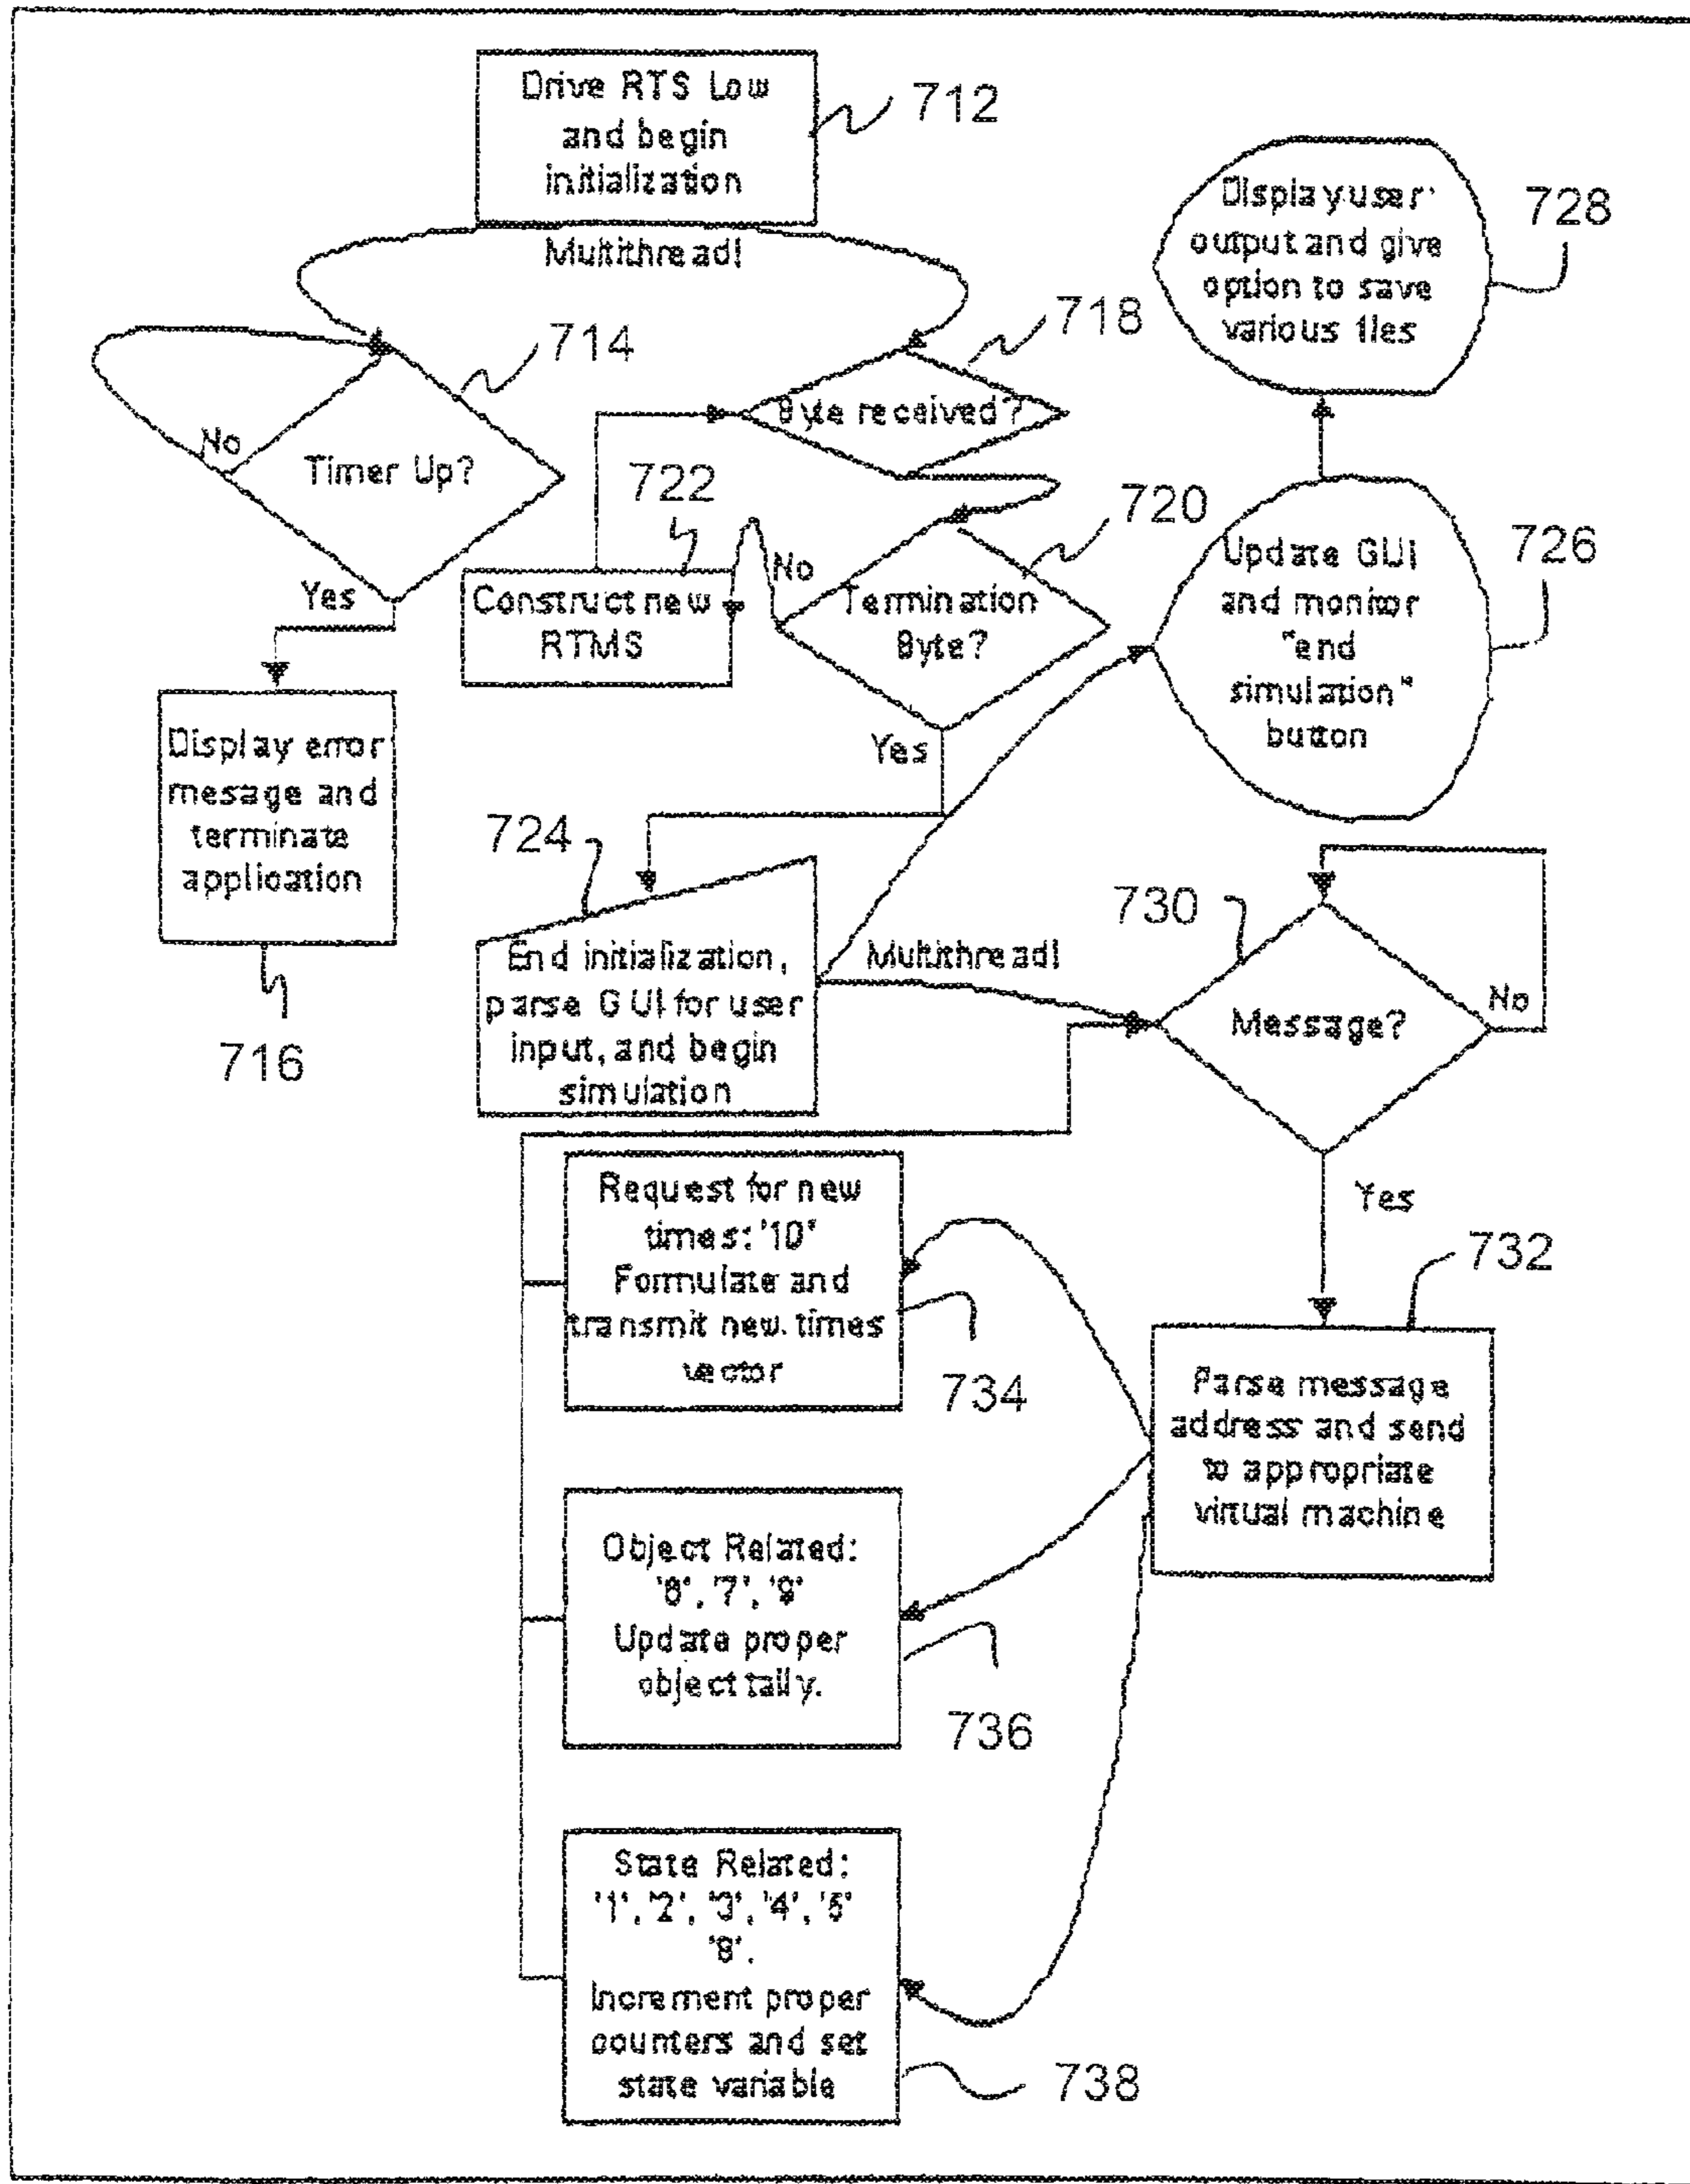 Drive RTS Low
and begin
initialization
712
Multithread!
714
No
Timer Up?
Yes
Display error
mesage and
terminate
application
716
718
Byte received?
722
Construct new
RTMS
No
720
Termination
Byte?
Yes
Display user
output and give
option to save
various files
728
Update GUI
and monitor
"end
simulation"
button
726
724
End initialization,
parse GUI for user
input, and begin
simulation
Multithread!
730
Message?
No
Yes
732
Parse message
address and send
to appropriate
virtual machine
Request for new
times: '10'
Formulate and
transmit new times
vector
734
Object Related:
'6', '7', '9'
Update proper
object tally.
736
State Related:
'1', '2', '3', '4', '5'
'8'.
Increment proper
counters and set
state variable
738